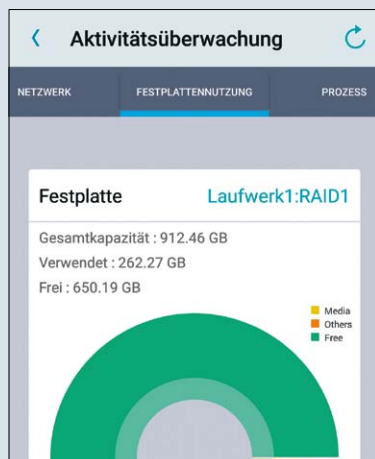 Aktivitätsüberwachung
NETZWERK FESTPLATTENNUTZUNG PROZESS
Festplatte Laufwerk1:RAID1
Gesamtkapazität : 912.46 GB
Verwendet : 262.27 GB
Frei : 650.19 GB
Media
Others
Free